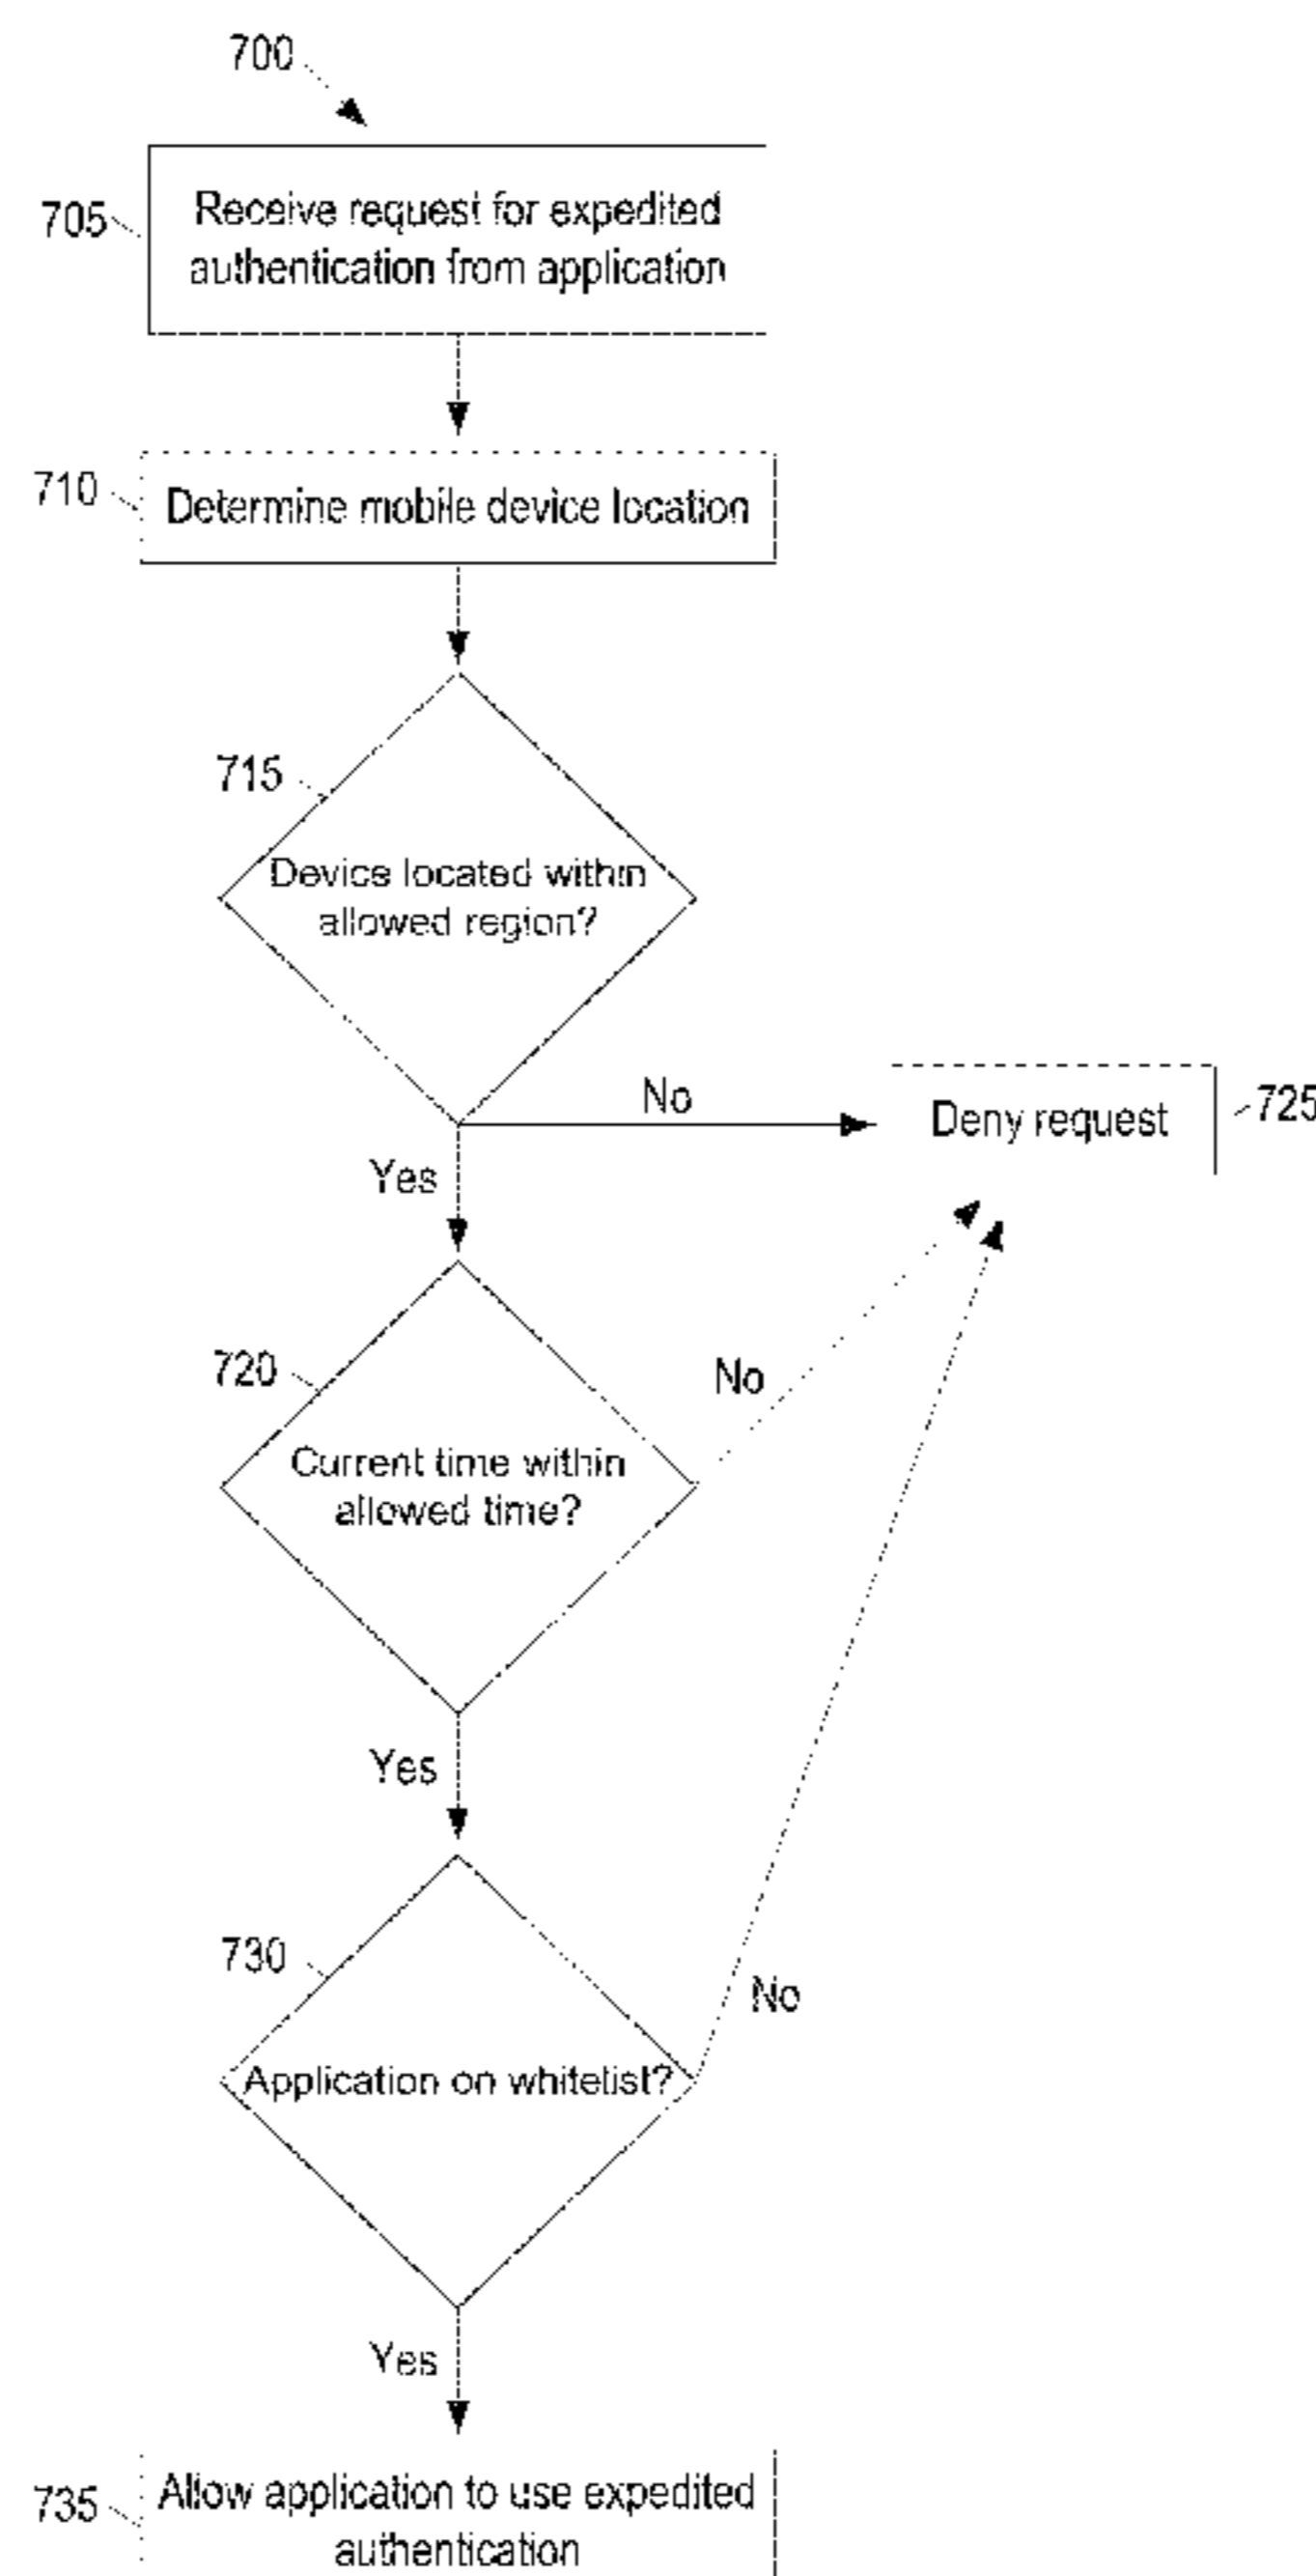 700
705
Receive request for expedited
authentication from application
710
Determine mobile device location
715
Device located within
allowed region?
No
Deny request
725
Yes
720
Current time within
allowed time?
No
Yes
730
Application on whitelist?
No
Yes
735
Allow application to use expedited
authentication